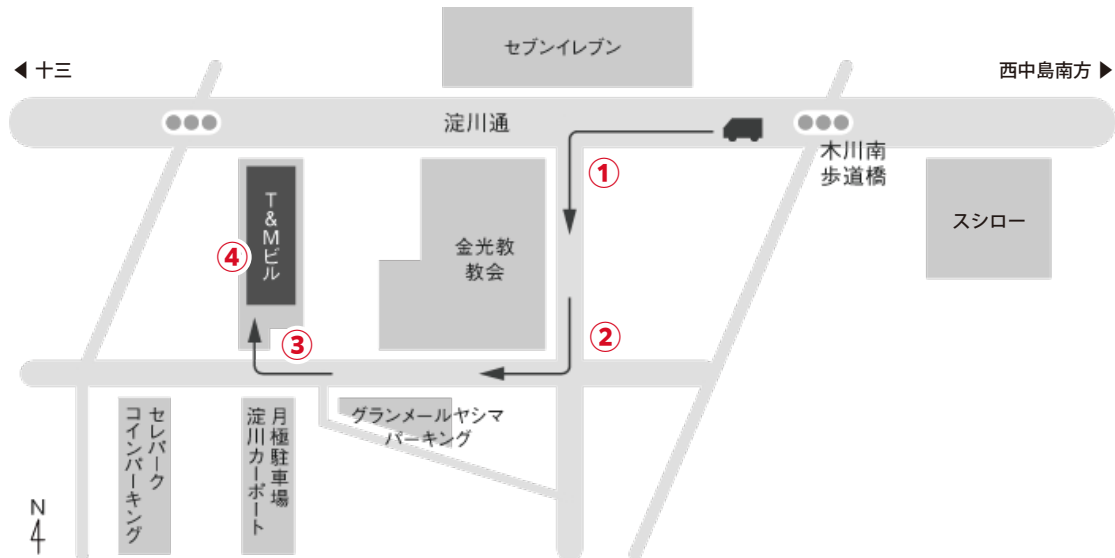 セブンイレブン
◀ 十三
西中島南方 ▶
淀川通
木川南
歩道橋
①
スシロー
T&Mビル
④
金光教
教会
②
③
グランメールヤシマ
パーキング
セレパーク
コインパーキング
月極駐車場
淀川カーポート
N